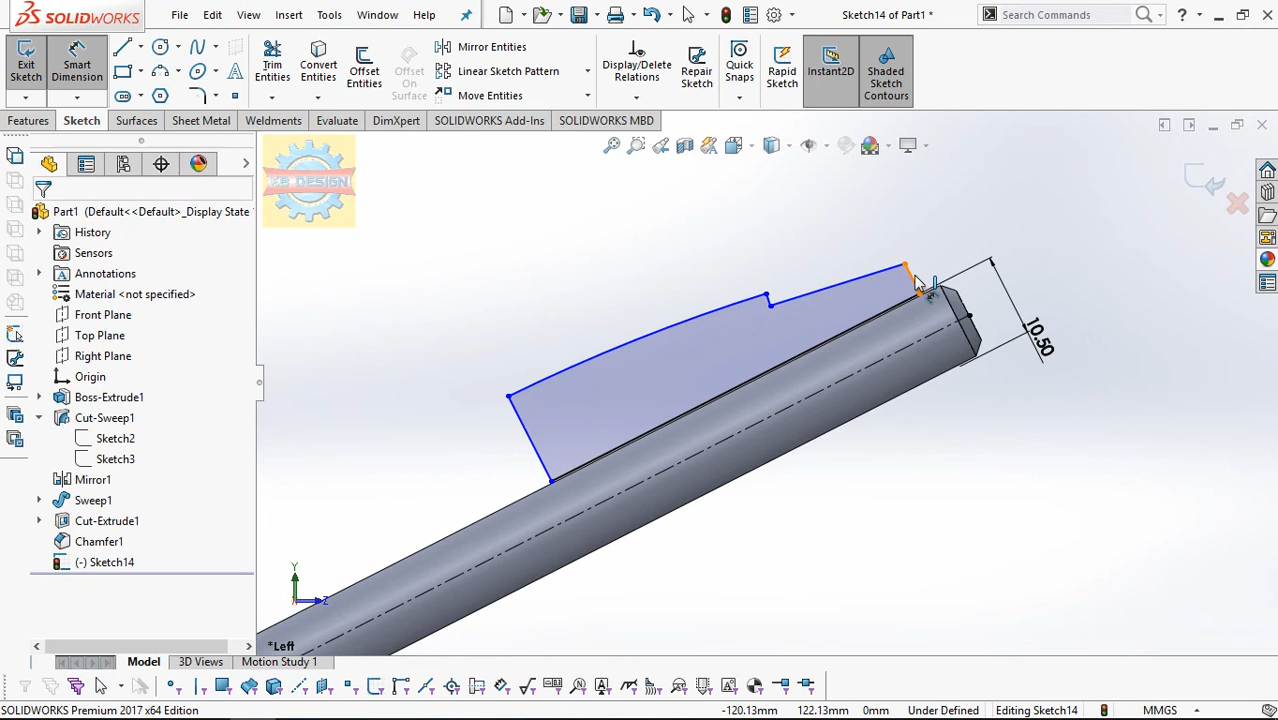 SOLIDWORKS
File
Edit
View
Insert
Tools
Window
Help
Sketch14 of Part1 *
Search Commands
Exit Sketch
Smart Dimension
Trim Entities
Convert Entities
Offset Entities
Offset On Surface
Mirror Entities
Linear Sketch Pattern
Move Entities
Display/Delete Relations
Repair Sketch
Quick Snaps
Rapid Sketch
Instant2D
Shaded Sketch Contours
Features
Sketch
Surfaces
Sheet Metal
Weldments
Evaluate
DimXpert
SOLIDWORKS Add-Ins
SOLIDWORKS MBD
KB DESIGN
Part1 (Default<<Default>_Display State
History
Sensors
Annotations
Material <not specified>
Front Plane
Top Plane
Right Plane
Origin
Boss-Extrude1
Cut-Sweep1
Sketch2
Sketch3
Mirror1
Sweep1
Cut-Extrude1
Chamfer1
(-) Sketch14
10.50
Y
Z
*Left
Model
3D Views
Motion Study 1
SOLIDWORKS Premium 2017 x64 Edition
-120.13mm
122.13mm
0mm
Under Defined
Editing Sketch14
MMGS